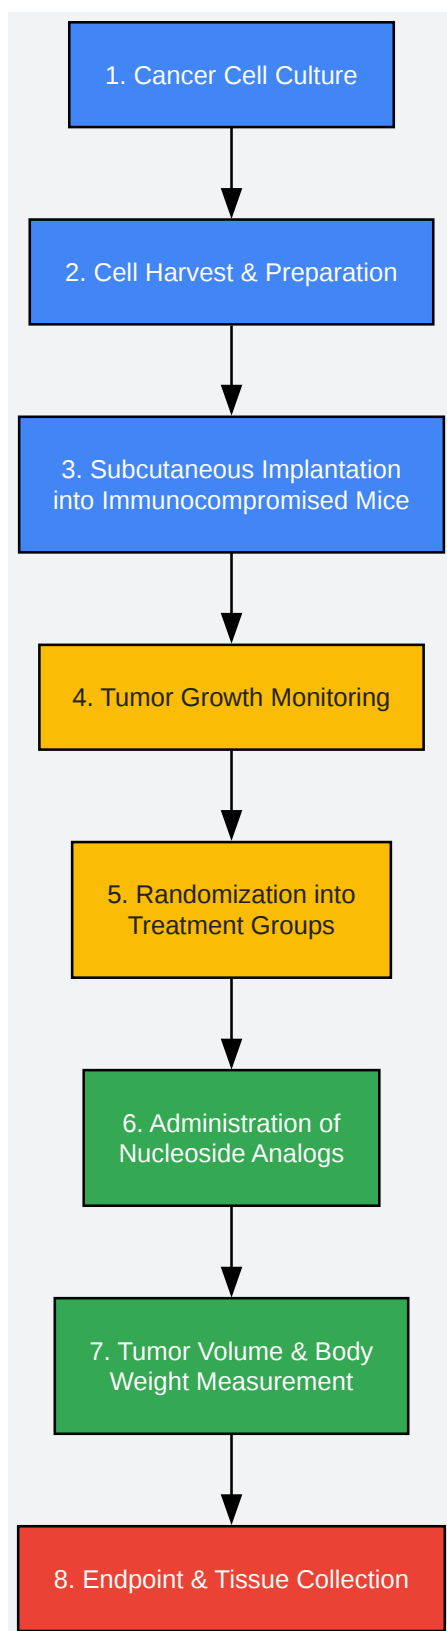 1. Cancer Cell Culture
2. Cell Harvest & Preparation
3. Subcutaneous Implantation
into Immunocompromised Mice
4. Tumor Growth Monitoring
5. Randomization into
Treatment Groups
6. Administration of
Nucleoside Analogs
7. Tumor Volume & Body
Weight Measurement
8. Endpoint & Tissue Collection